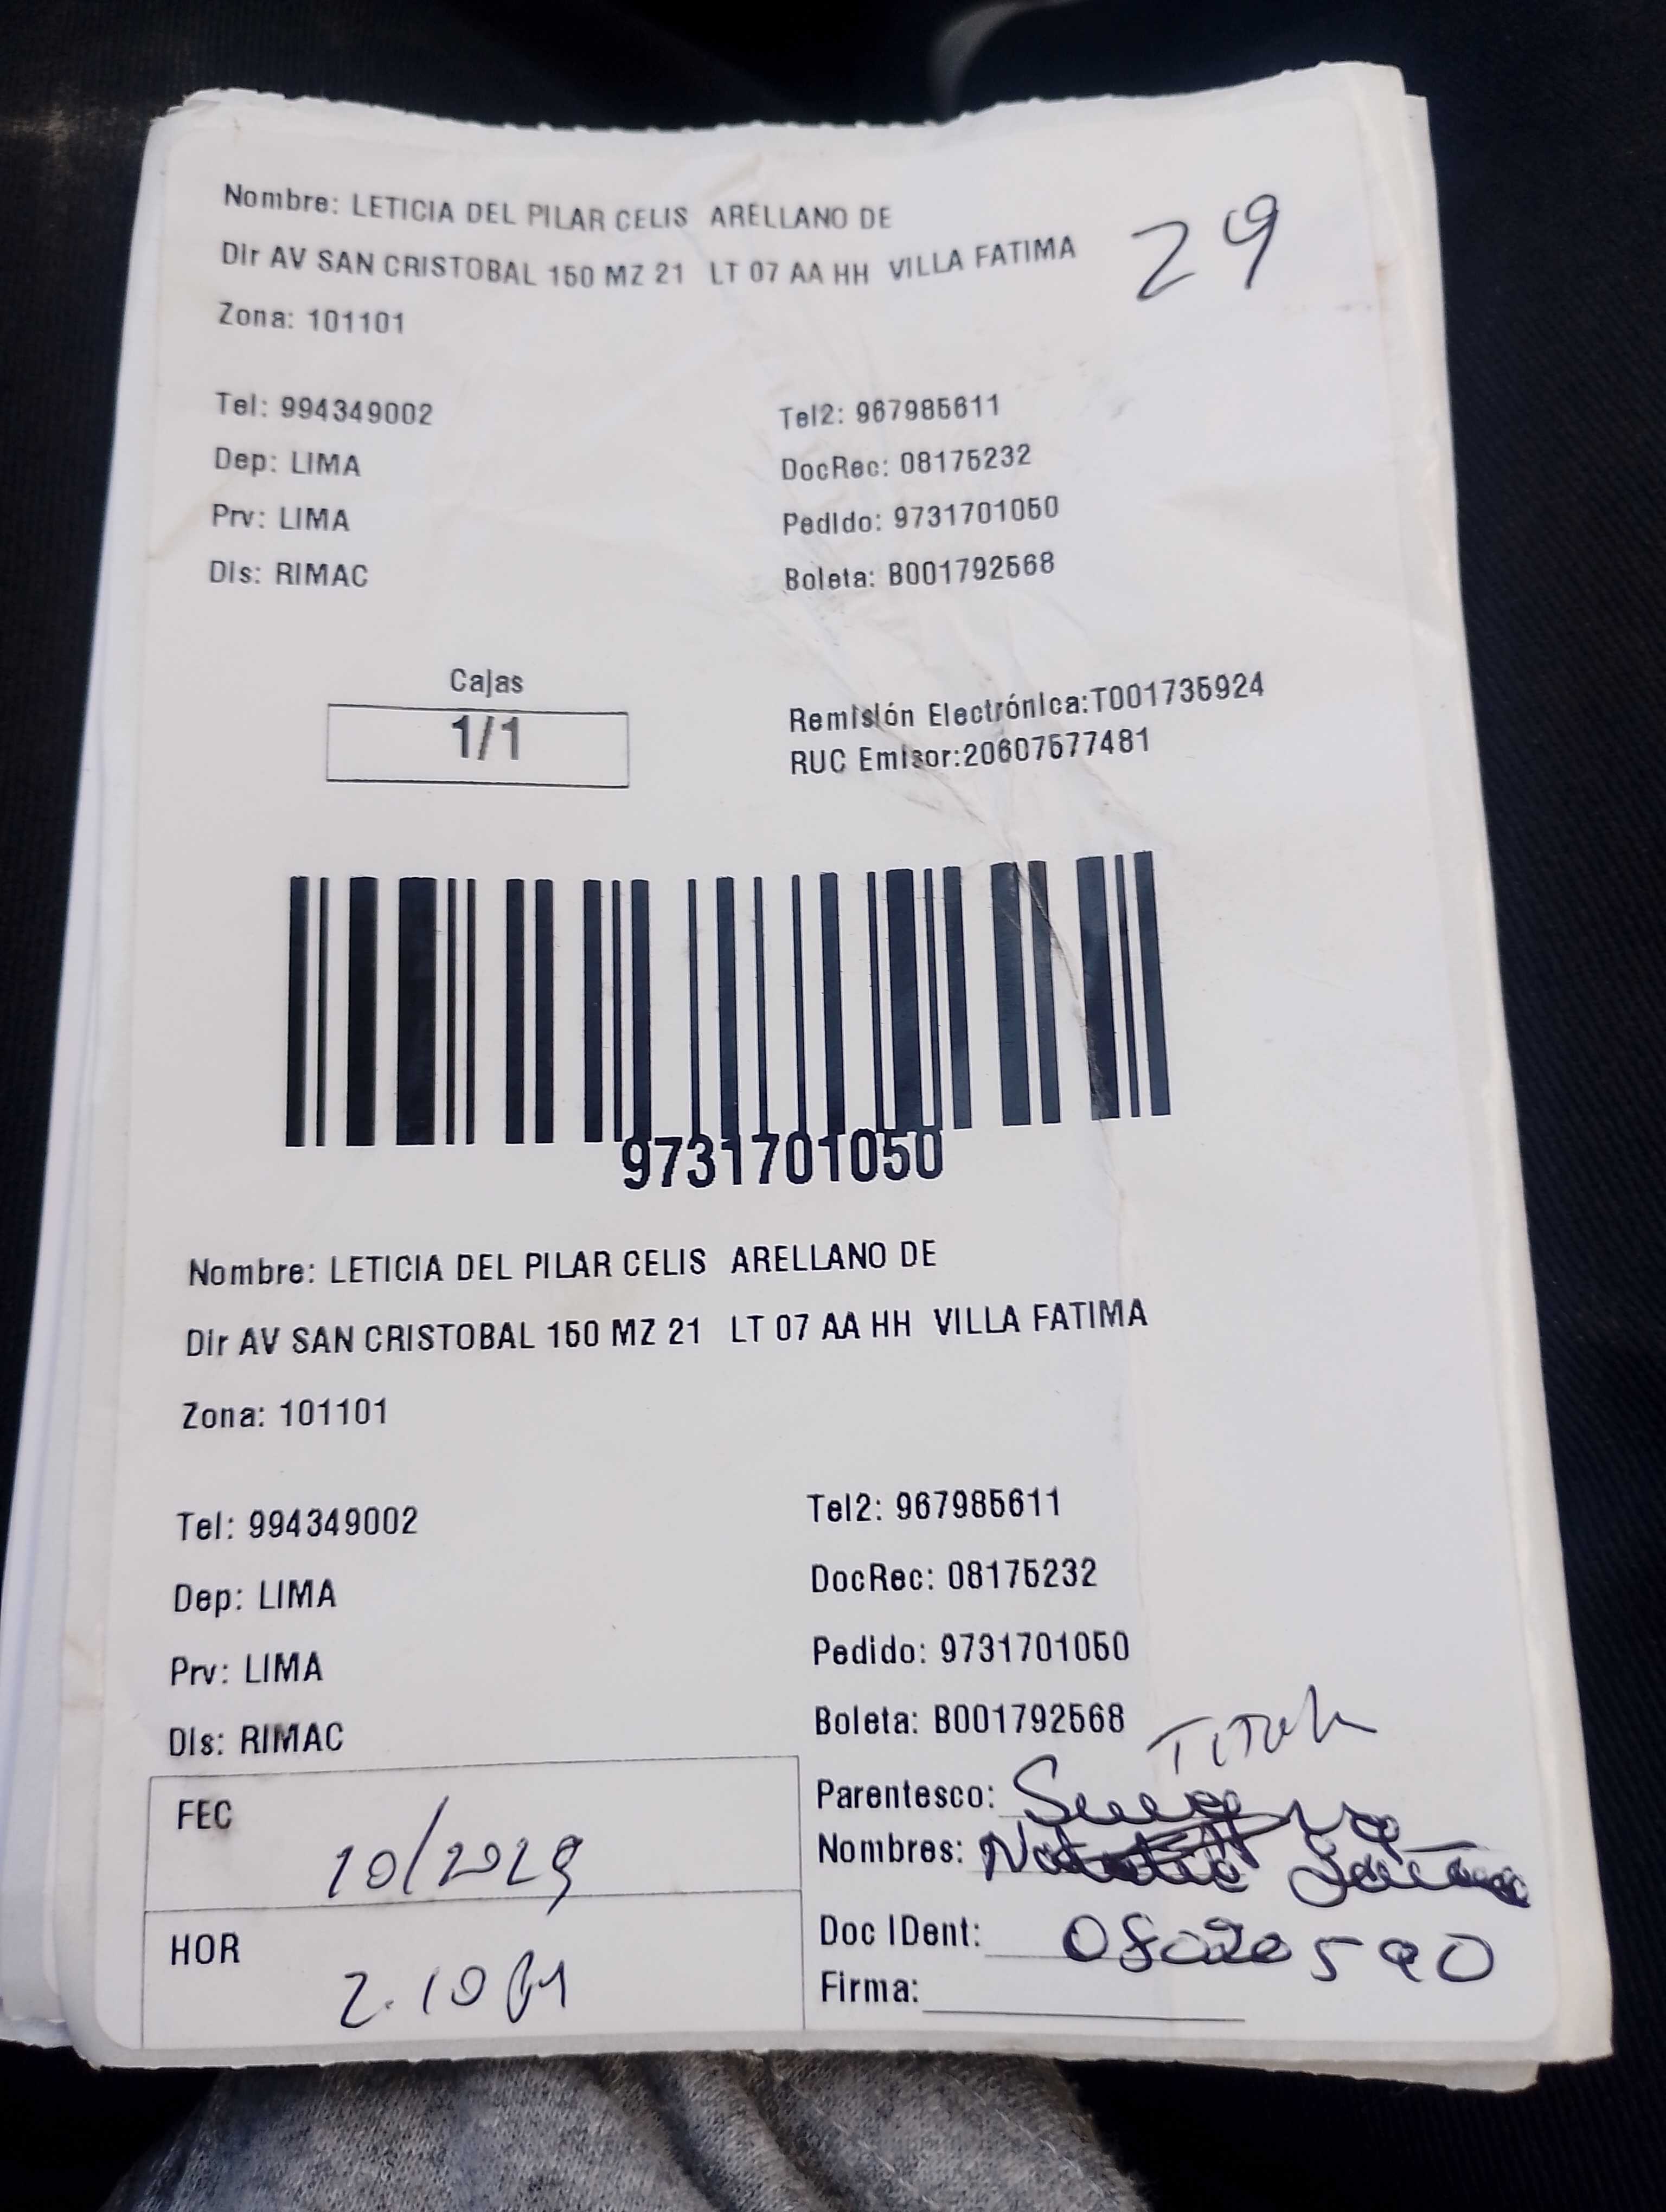 Nombre: LETICIA DEL PILAR CELIS ARELLANO DE
29
Dir AV SAN CRISTOBAL 150 MZ 21 LT 07 AA HH VILLA FATIMA
Zona: 101101
Tel: 994349002 Tel2: 967985611
Dep: LIMA DocRec: 08175232
Prv: LIMA Pedido: 9731701050
Dis: RIMAC Boleta: B001792568
Cajas
1/1
Remisión Electrónica:T001735924
RUC Emisor:20607577481
9731701050
Nombre: LETICIA DEL PILAR CELIS ARELLANO DE
Dir AV SAN CRISTOBAL 150 MZ 21 LT 07 AA HH VILLA FATIMA
Zona: 101101
Tel: 994349002 Tel2: 967985611
Dep: LIMA DocRec: 08175232
Prv: LIMA Pedido: 9731701050
Dis: RIMAC Boleta: B001792568
FEC
HOR
2.10
Parentesco:
Nombres:
Doc IDent:
Firma: